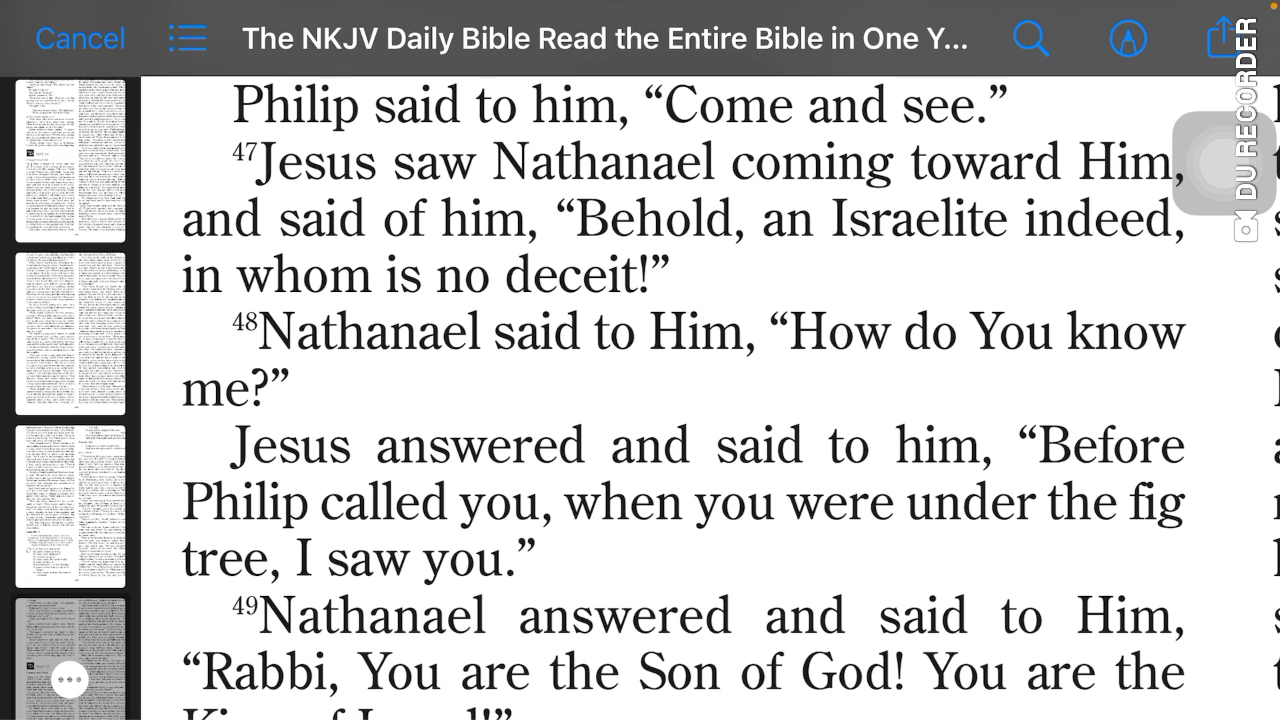 Cancel
The NKJV Daily Bible Read the Entire Bible in One Y...
DU RECORDER
Philip said to him, “Come and see.”
47Jesus saw Nathanael coming toward Him,
and said of him, “Behold, an Israelite indeed,
in whom is no deceit!”
48Nathanael said to Him, “How do You know
me?”
Jesus answered and said to him, “Before
Philip called you, when you were under the fig
tree, I saw you.”
49Nathanael answered and said to Him,
“Rabbi, You are the Son of God! You are the